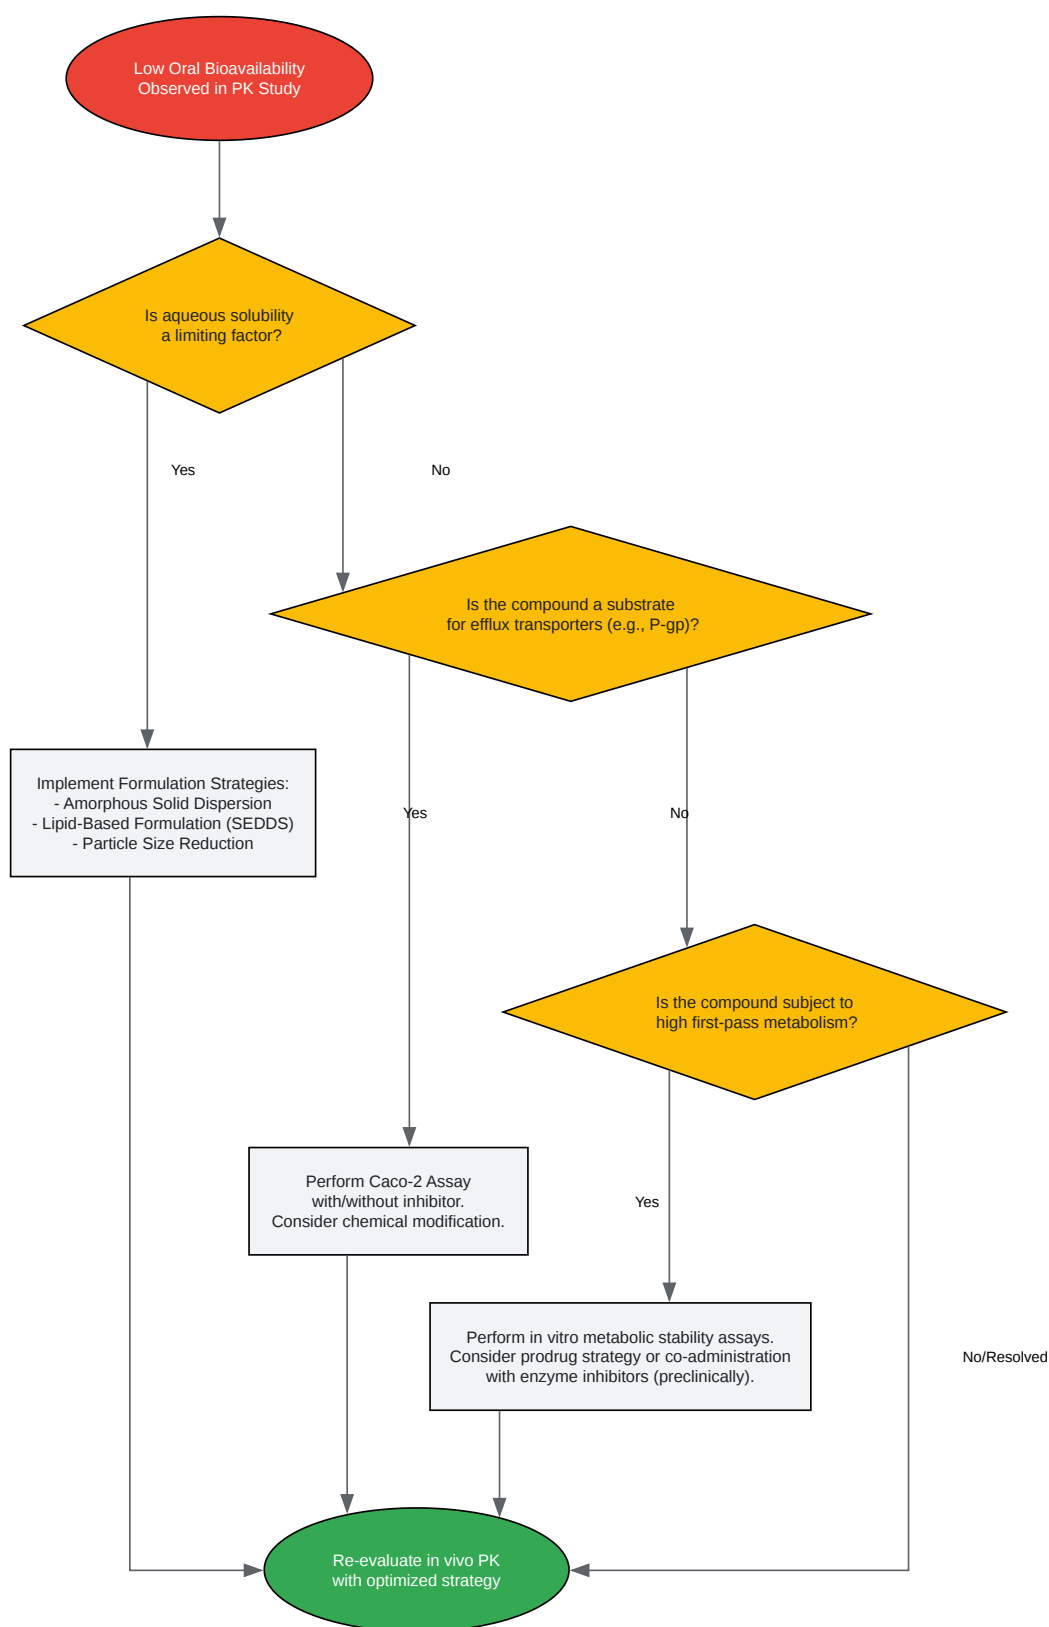 Low Oral Bioavailability
Observed in PK Study
Is aqueous solubility
a limiting factor?
Yes
No
Is the compound a substrate
for efflux transporters (e.g., P-gp)?
Implement Formulation Strategies:
- Amorphous Solid Dispersion
- Lipid-Based Formulation (SEDDS)
- Particle Size Reduction
Yes
No
Is the compound subject to
high first-pass metabolism?
Perform Caco-2 Assay
with/without inhibitor.
Consider chemical modification.
Yes
Perform in vitro metabolic stability assays.
Consider prodrug strategy or co-administration
with enzyme inhibitors (preclinically).
No/Resolved
Re-evaluate in vivo PK
with optimized strategy